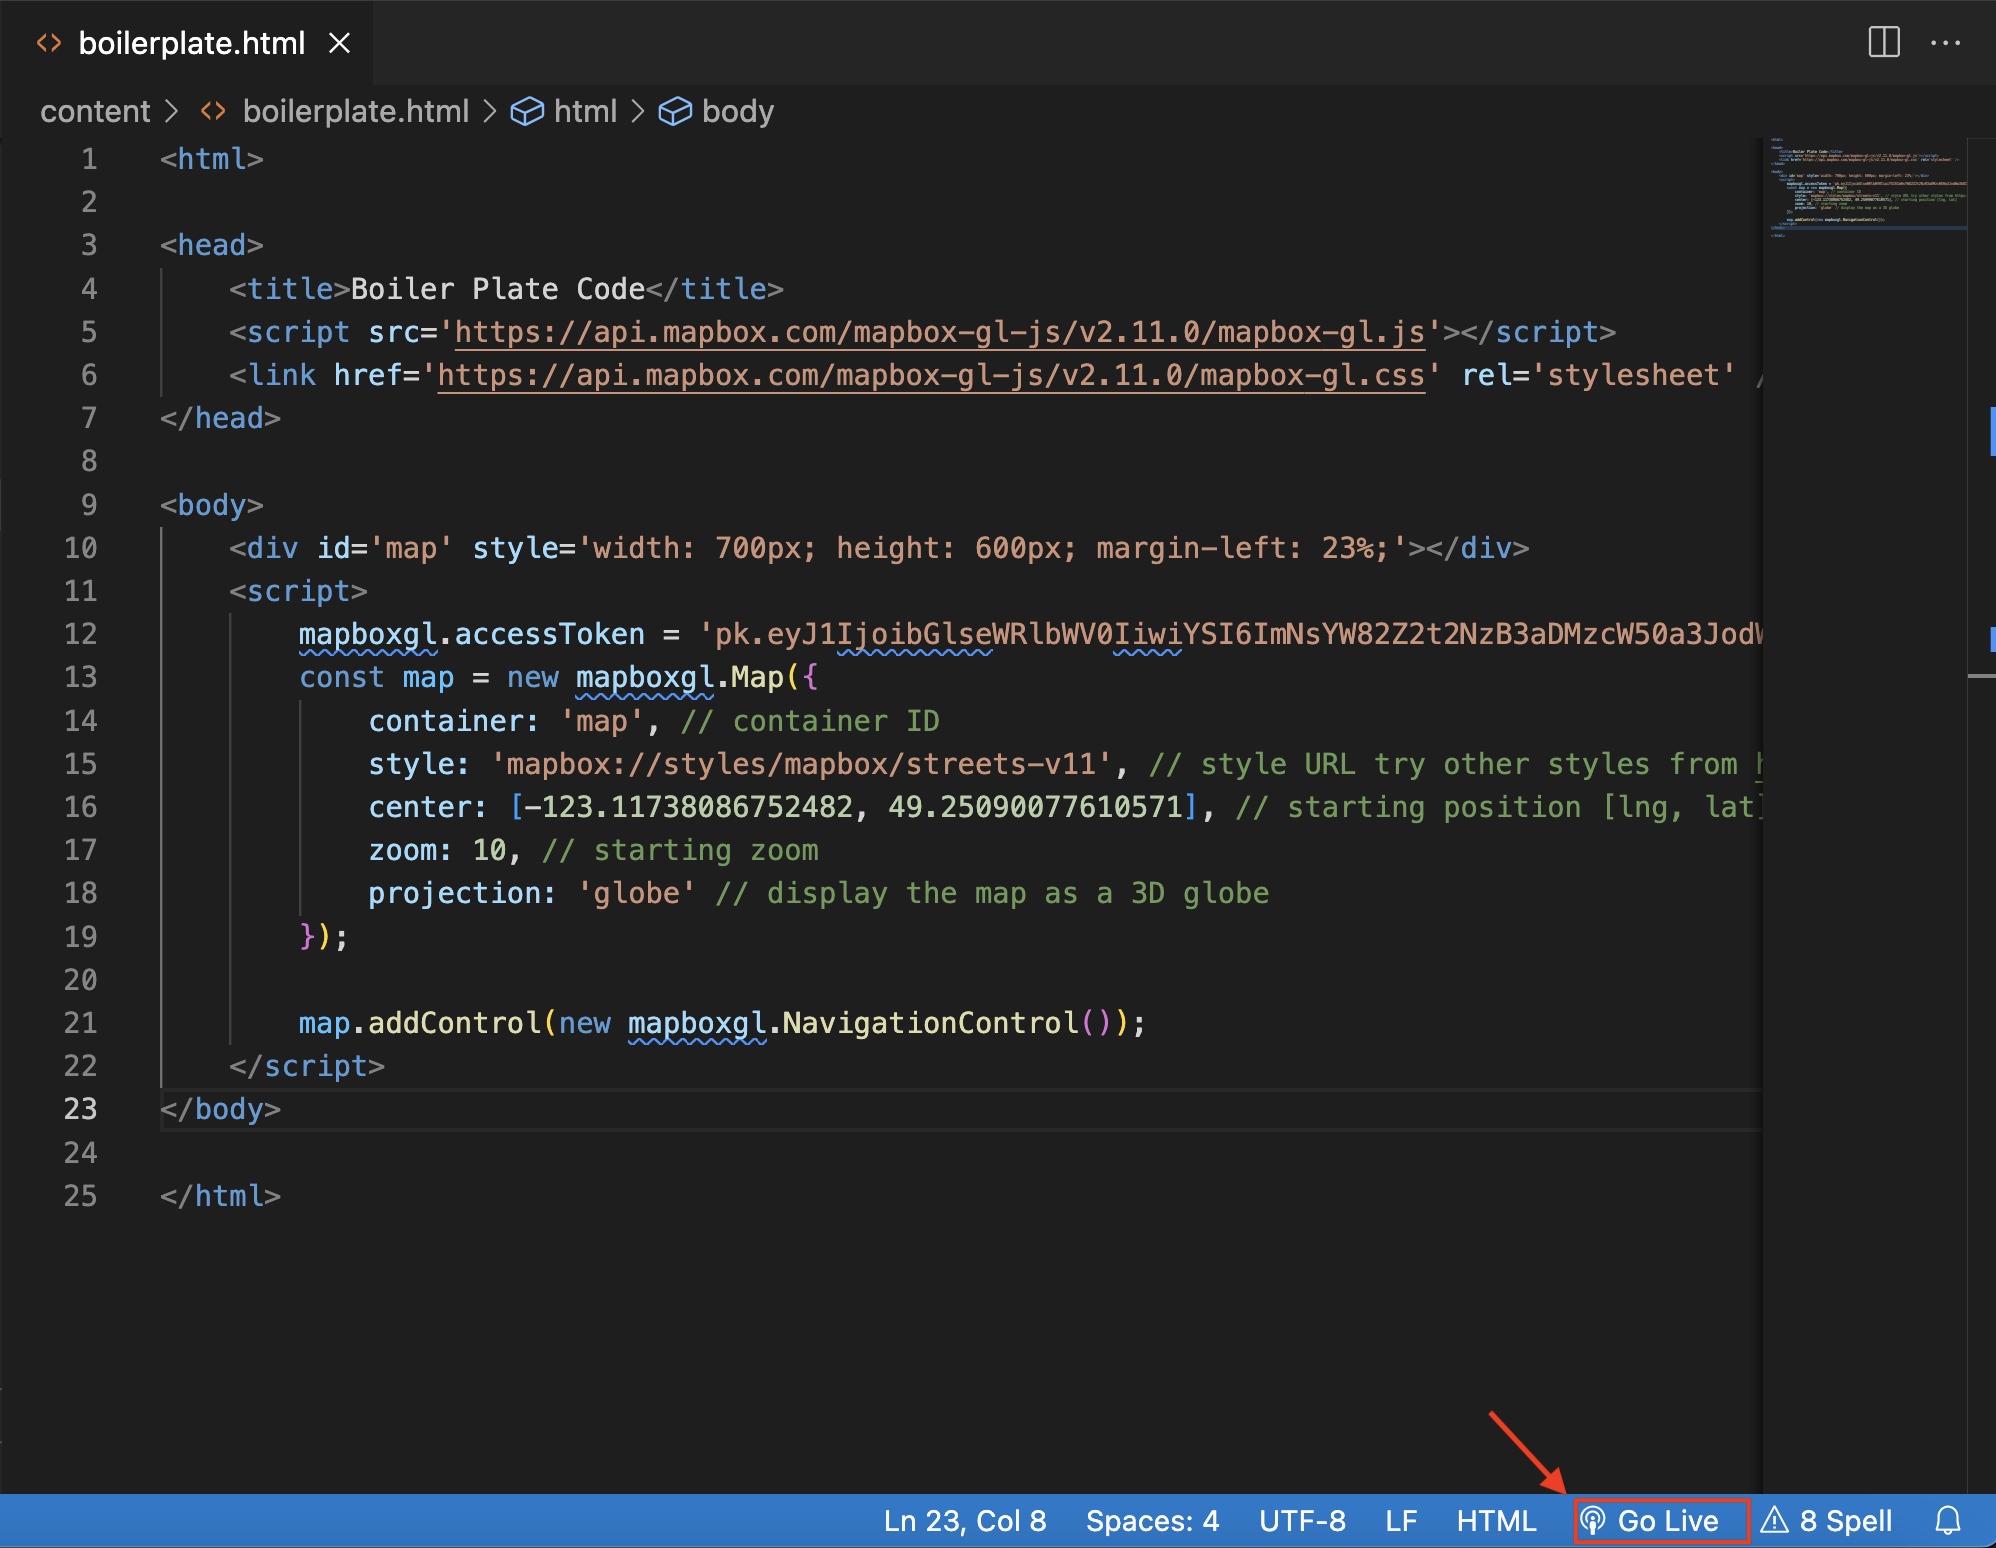 boilerplate.html
content > boilerplate.html > html > body
1 <html>
2
3 <head>
4 <title>Boiler Plate Code</title>
5 <script src='https://api.mapbox.com/mapbox-gl-js/v2.11.0/mapbox-gl.js'></script>
6 <link href='https://api.mapbox.com/mapbox-gl-js/v2.11.0/mapbox-gl.css' rel='stylesheet' /
7 </head>
8
9 <body>
10 <div id='map' style='width: 700px; height: 600px; margin-left: 23%;'></div>
11 <script>
12 mapboxgl.accessToken = 'pk.eyJ1IjoibGlseWRlbWV0IiwiYSI6ImNsYW82Z2t2NzB3aDMzcW50a3JodW
13 const map = new mapboxgl.Map({
14 container: 'map', // container ID
15 style: 'mapbox://styles/mapbox/streets-v11', // style URL try other styles from h
16 center: [-123.11738086752482, 49.25090077610571], // starting position [lng, lat]
17 zoom: 10, // starting zoom
18 projection: 'globe' // display the map as a 3D globe
19 });
20
21 map.addControl(new mapboxgl.NavigationControl());
22 </script>
23 </body>
24
25 </html>
Ln 23, Col 8 Spaces: 4 UTF-8 LF HTML Go Live 8 Spell